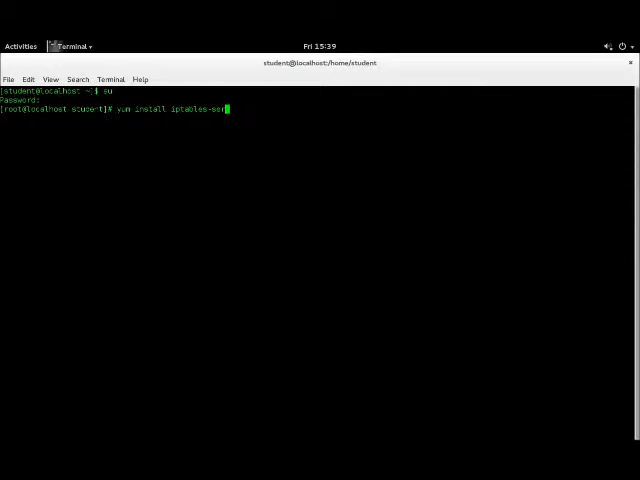 Activities Terminal Fri 15:39
student@localhost:/home/student
File Edit View Search Terminal Help
[student@localhost ~]$ su
Password:
[root@localhost student]# yum install iptables-ser